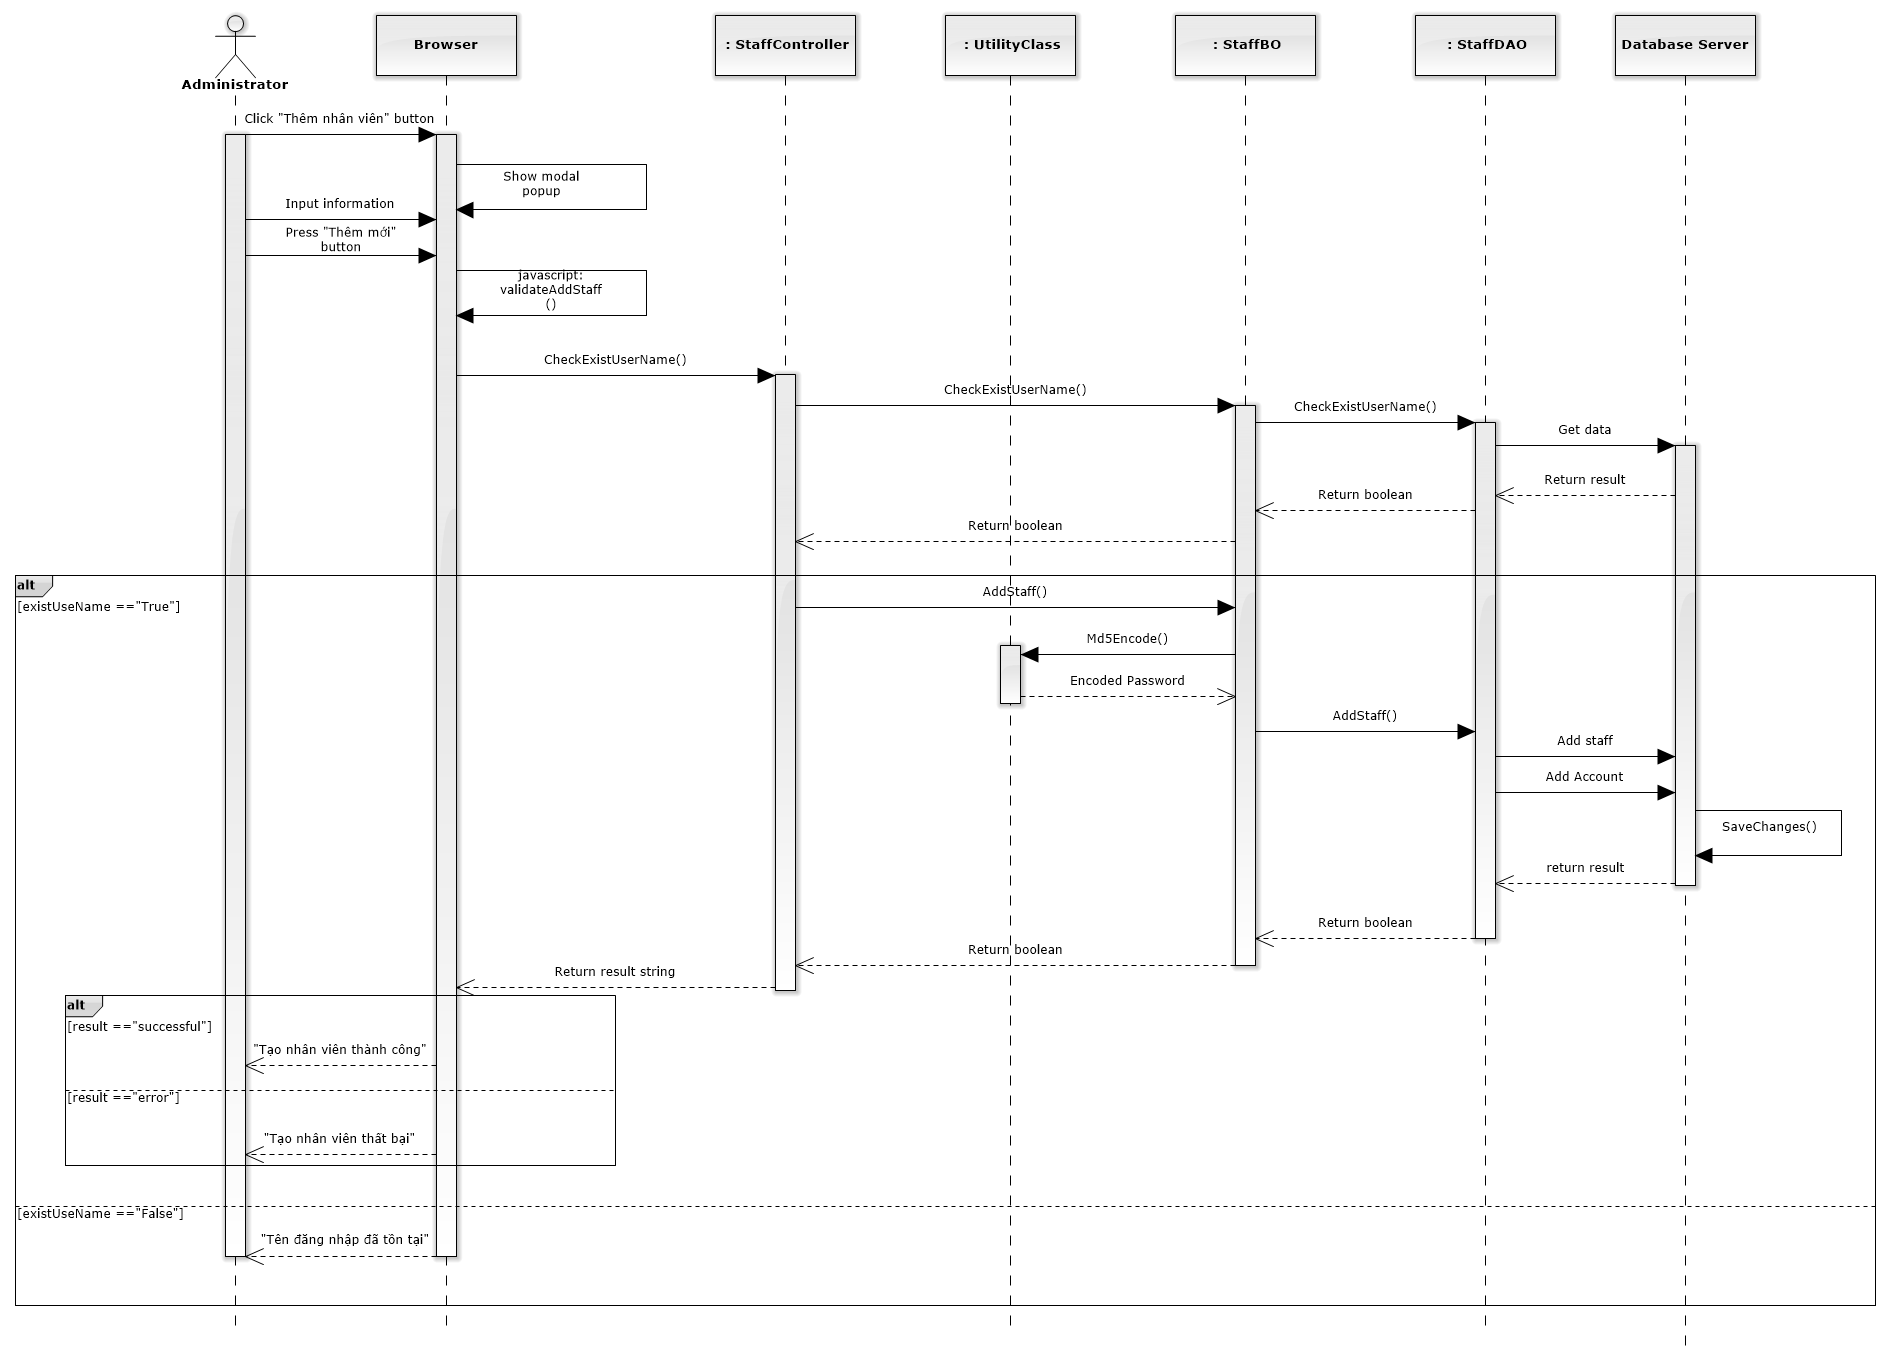 Administrator
Browser
: StaffController
: UtilityClass
: StaffBO
: StaffDAO
Database Server
Click "Thêm nhân viên" button
Show modal
popup
Input information
Press "Thêm mới"
button
javascript:
validateAddStaff
()
CheckExistUserName()
CheckExistUserName()
CheckExistUserName()
Get data
Return result
Return boolean
Return boolean
alt
[existUseName =="True"]
AddStaff()
Md5Encode()
Encoded Password
AddStaff()
Add staff
Add Account
SaveChanges()
return result
Return boolean
Return boolean
Return result string
alt
[result =="successful"]
"Tạo nhân viên thành công"
[result =="error"]
"Tạo nhân viên thất bại"
[existUseName =="False"]
"Tên đăng nhập đã tồn tại"